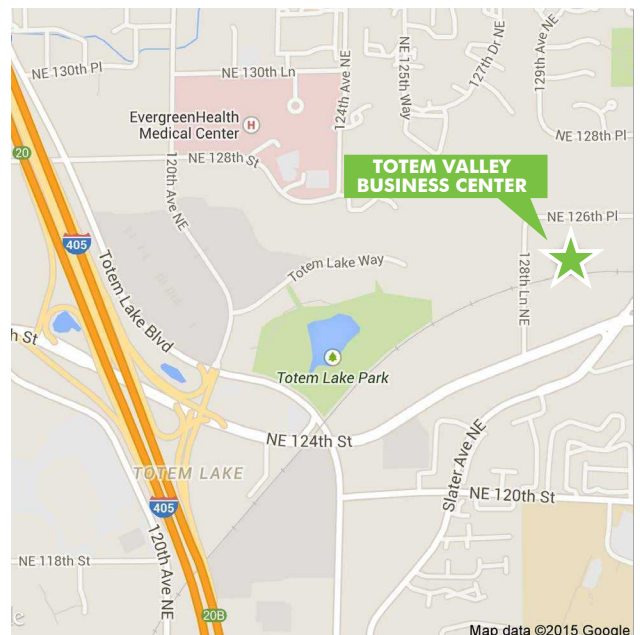 NE 130th Pl
NE 130th Ln
124th Ave NE
NE 125th Way
127th Dr NE
129th Ave NE
EvergreenHealth
Medical Center
H
NE 128th Pl
20
NE 128th St
120th Ave NE
TOTEM VALLEY
BUSINESS CENTER
NE 126th Pl
405
Totem Lake Way
128th Ln NE
Totem Lake Blvd
h St
Totem Lake Park
NE 124th St
TOTEM LAKE
Slater Ave NE
NE 120th St
405
120th Ave NE
NE 118th St
20B
Map data ©2015 Google